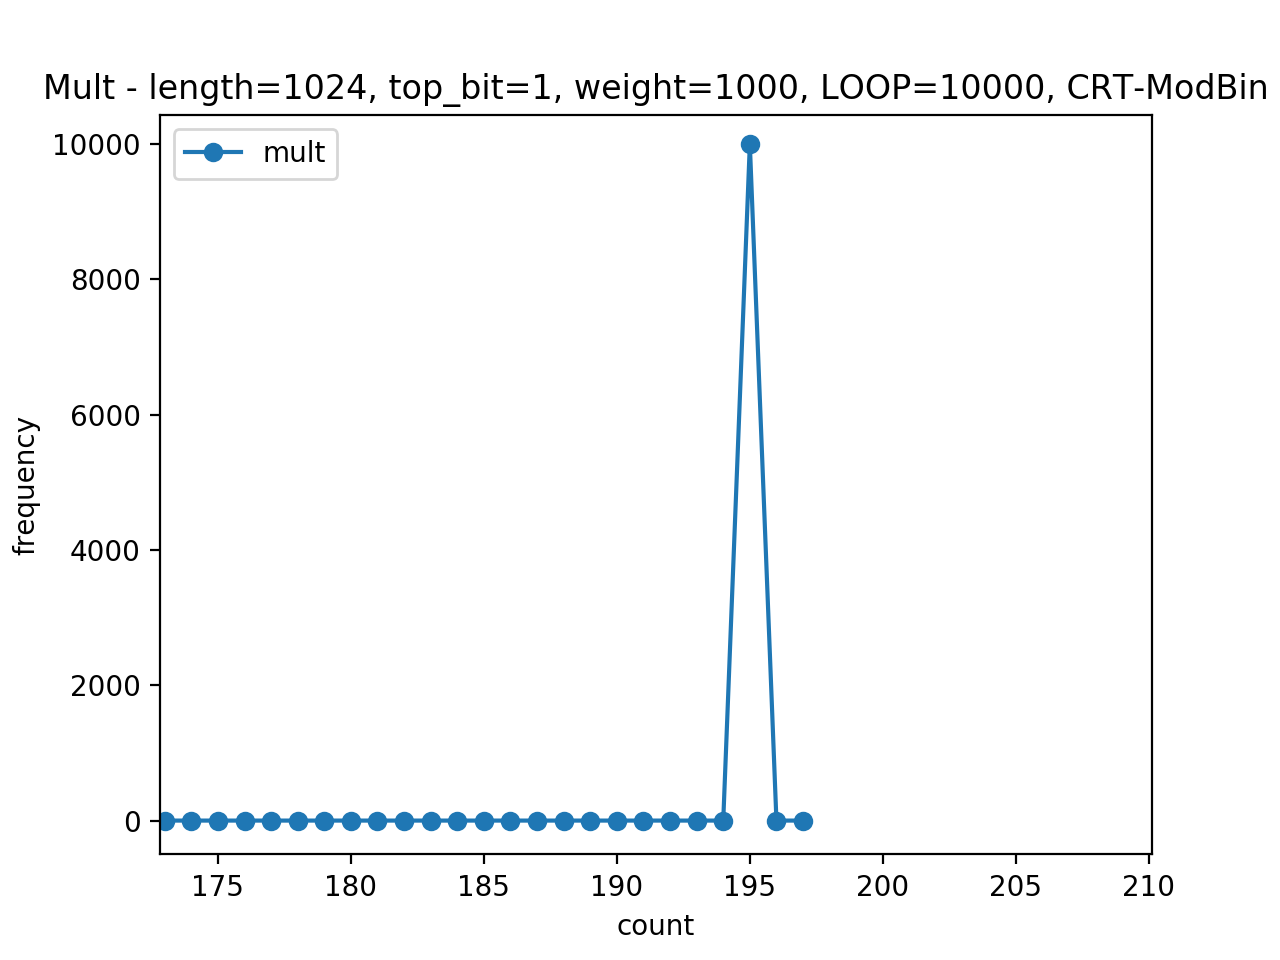 Mult - length=1024, top_bit=1, weight=1000, LOOP=10000, CRT-ModBin
mult
10000
8000
6000
4000
2000
0
frequency
175 180 185 190 195 200 205 210
count